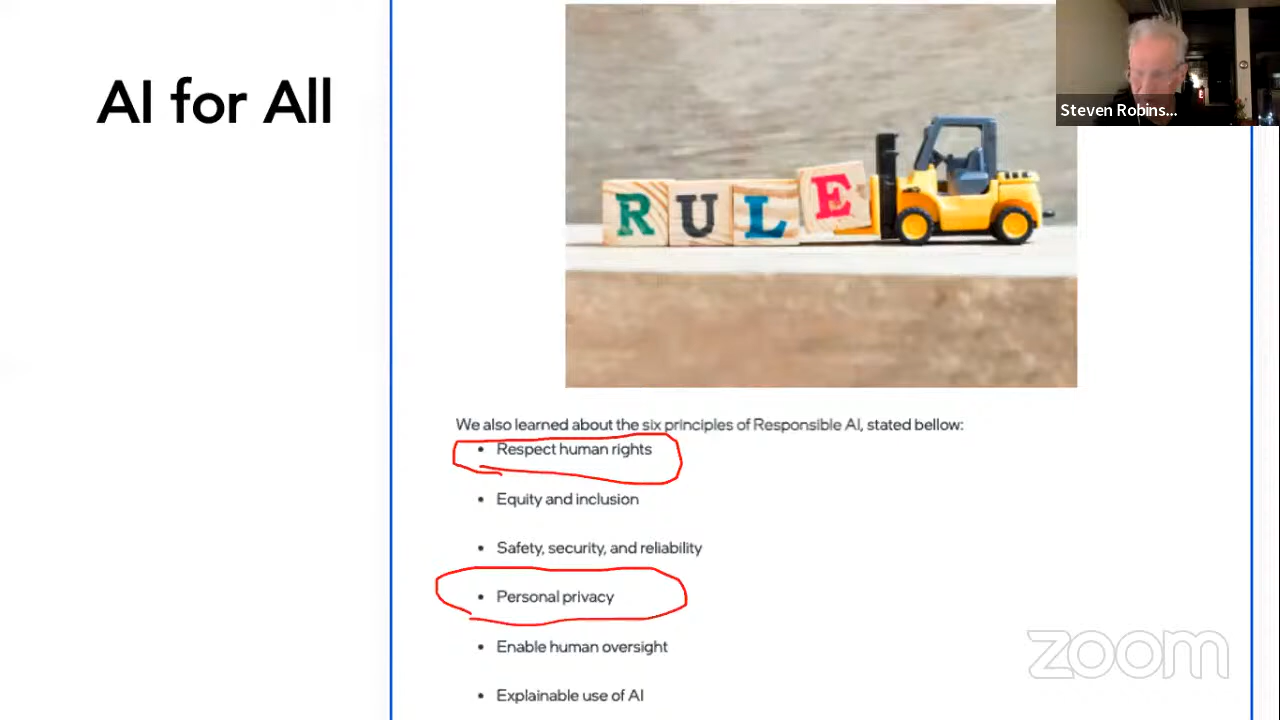 AI for All
Steven Robins...
RULE
We also learned about the six principles of Responsible AI, stated bellow:
• Respect human rights
• Equity and inclusion
• Safety, security, and reliability
• Personal privacy
• Enable human oversight
• Explainable use of AI
zoom